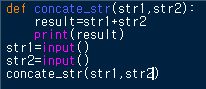 def concate_str(str1,str2):
    result=str1+str2
    print(result)
str1=input()
str2=input()
concate_str(str1,str2)